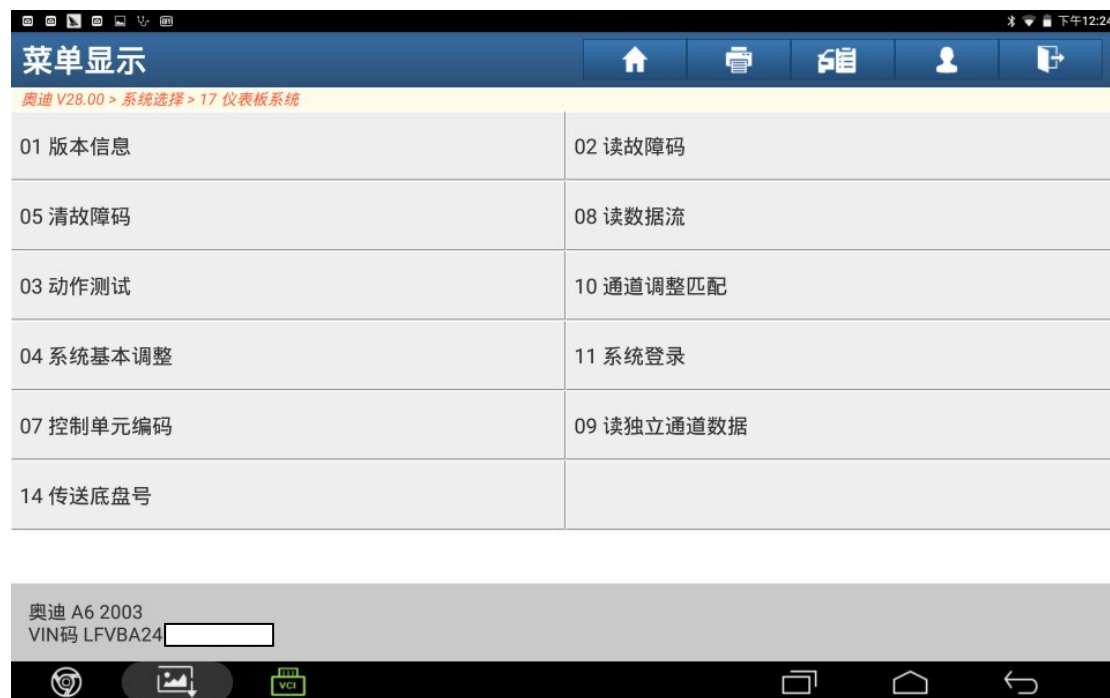 下午12:24
菜单显示
奥迪 V28.00 > 系统选择 > 17 仪表板系统
01 版本信息
02 读故障码
05 清故障码
08 读数据流
03 动作测试
10 通道调整匹配
04 系统基本调整
11 系统登录
07 控制单元编码
09 读独立通道数据
14 传送底盘号
奥迪 A6 2003
VIN码 LFVBA24
VCI